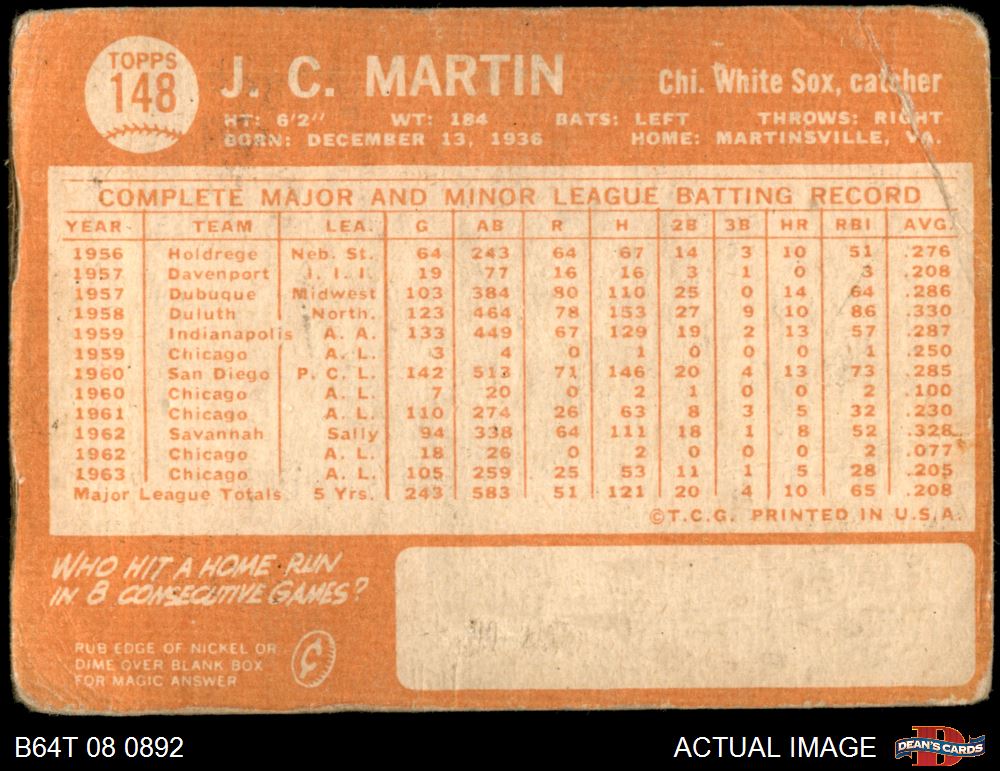 TOPPS
148
J. C. MARTIN
Chi. White Sox, catcher
HT: 6'2" WT: 184 BATS: LEFT THROWS: RIGHT
BORN: DECEMBER 13, 1936 HOME: MARTINSVILLE, VA.
COMPLETE MAJOR AND MINOR LEAGUE BATTING RECORD
YEAR TEAM LEA. G AB R H 2B 3B HR RBI AVG.
1956 Holdrege Neb. St. 64 243 64 67 14 3 10 51 .276
1957 Davenport I. I. I. 19 77 16 16 3 1 0 3 .208
1957 Dubuque Midwest 103 384 80 110 25 0 14 64 .286
1958 Duluth North. 123 464 78 153 27 9 10 86 .330
1959 Indianapolis A. A. 133 449 67 129 19 2 13 57 .287
1959 Chicago A. L. 3 4 0 1 0 0 0 1 .250
1960 San Diego P. C. L. 142 513 71 146 20 4 13 73 .285
1960 Chicago A. L. 7 20 0 2 1 0 0 2 .100
1961 Chicago A. L. 110 274 26 63 8 3 5 32 .230
1962 Savannah Sally 94 338 64 111 18 1 8 52 .328
1962 Chicago A. L. 18 26 0 2 0 0 0 2 .077
1963 Chicago A. L. 105 259 25 53 11 1 5 28 .205
Major League Totals 5 Yrs. 243 583 51 121 20 4 10 65 .208
©T.C.G. PRINTED IN U.S.A.
WHO HIT A HOME RUN
IN 8 CONSECUTIVE GAMES?
RUB EDGE OF NICKEL OR
DIME OVER BLANK BOX
FOR MAGIC ANSWER
¢
B64T 08 0892
ACTUAL IMAGE
D
DEAN'S CARDS